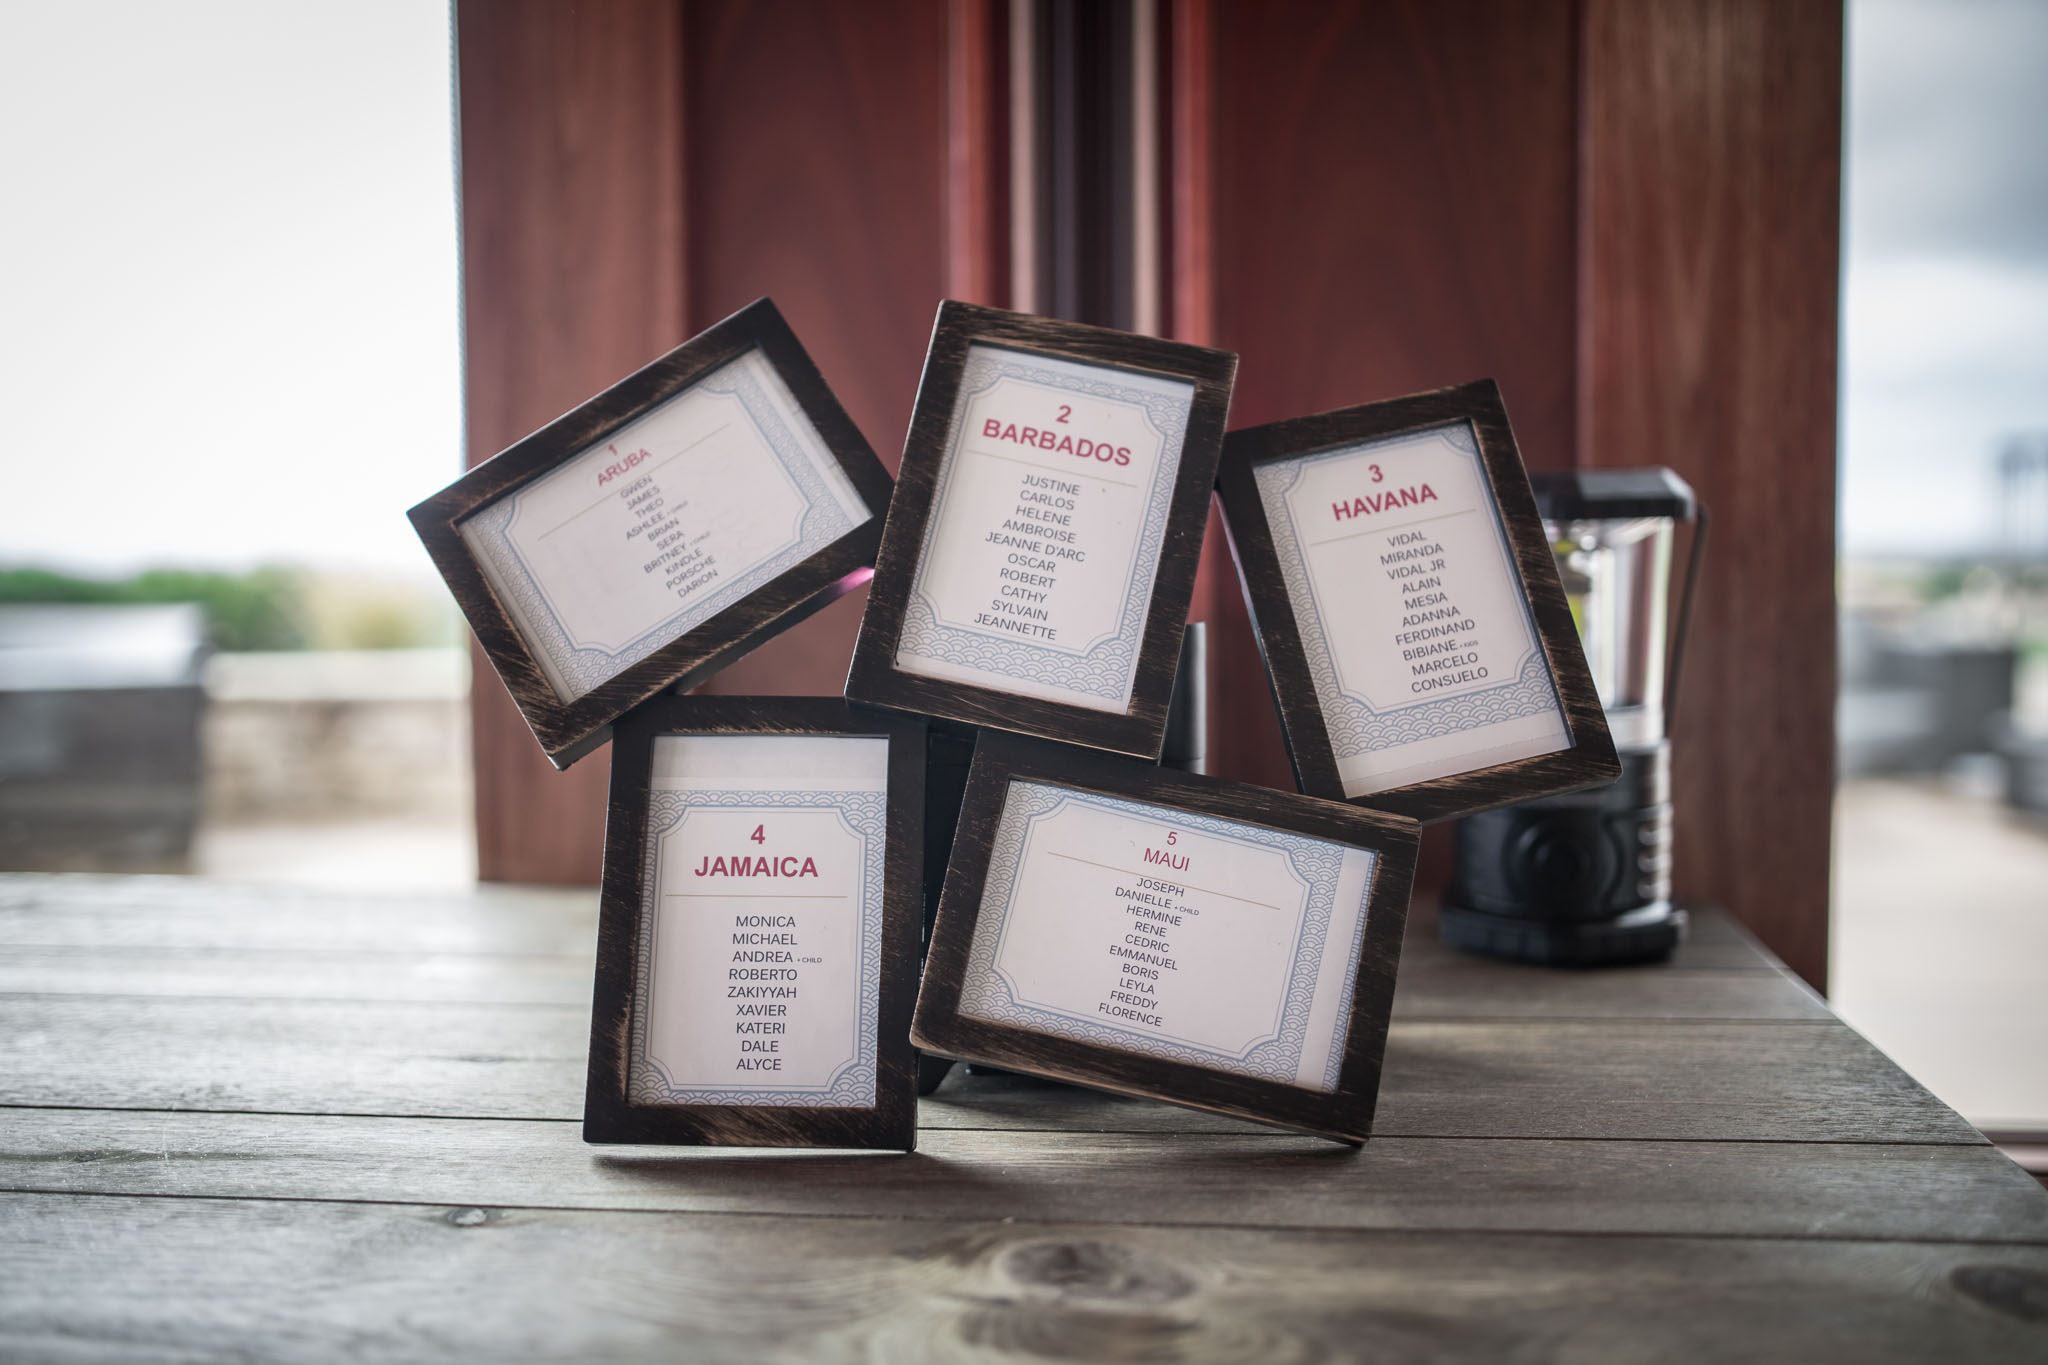 1
ARUBA
GWEN
JAMES
THEO
ASHLEE + CHILD
BRIAN
SERA
BRITNEY + CHILD
KINDLE
PORSCHE
DARION
2
BARBADOS
JUSTINE
CARLOS
HELENE
AMBROISE
JEANNE D'ARC
OSCAR
ROBERT
CATHY
SYLVAIN
JEANNETTE
3
HAVANA
VIDAL
MIRANDA
VIDAL JR
ALAIN
MESIA
ADANNA
FERDINAND
BIBIANE + KIDS
MARCELO
CONSUELO
4
JAMAICA
MONICA
MICHAEL
ANDREA + CHILD
ROBERTO
ZAKIYYAH
XAVIER
KATERI
DALE
ALYCE
5
MAUI
JOSEPH
DANIELLE + CHILD
HERMINE
RENE
CEDRIC
EMMANUEL
BORIS
LEYLA
FREDDY
FLORENCE